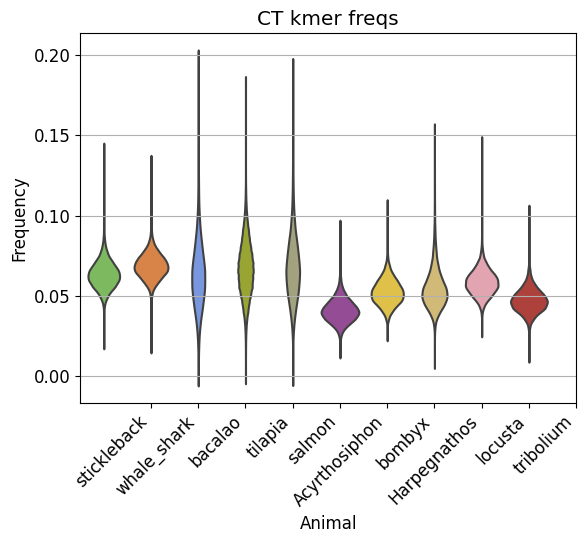 CT kmer freqs
0.20
0.15
0.10
0.05
0.00
Frequency
stickleback
whale_shark
bacalao
tilapia
salmon
Acyrthosiphon
bombyx
Harpegnathos
locusta
tribolium
Animal